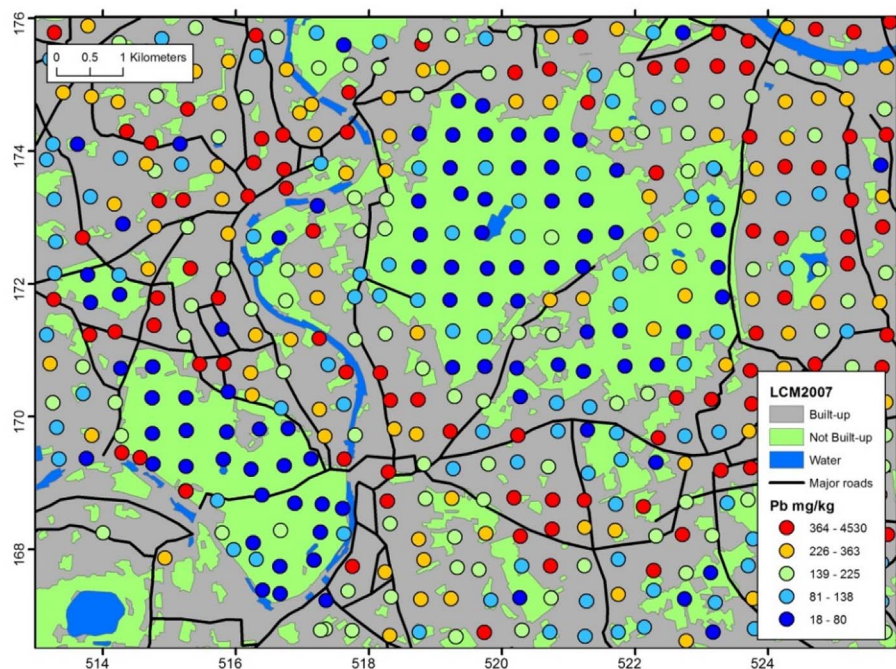 176
174
172
170
168
0 0.5 1 Kilometers
LCM2007
Built-up
Not Built-up
Water
Major roads
Pb mg/kg
364 - 4530
226 - 363
139 - 225
81 - 138
18 - 80
514 516 518 520 522 524